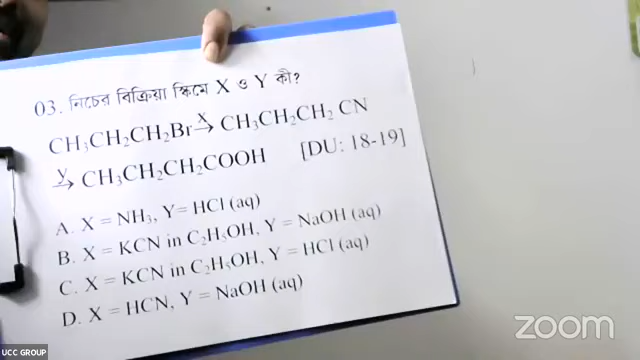 03. নিচের বিক্রিয়া স্কিমে X ও Y কী?
CH₃CH₂CH₂Br X→ CH₃CH₂CH₂ CN
y→ CH₃CH₂CH₂COOH [DU: 18-19]
A. X = NH₃, Y= HCl (aq)
B. X = KCN in C₂H₅OH, Y = NaOH (aq)
C. X = KCN in C₂H₅OH, Y = HCl (aq)
D. X = HCN, Y = NaOH (aq)
zoom
UCC GROUP